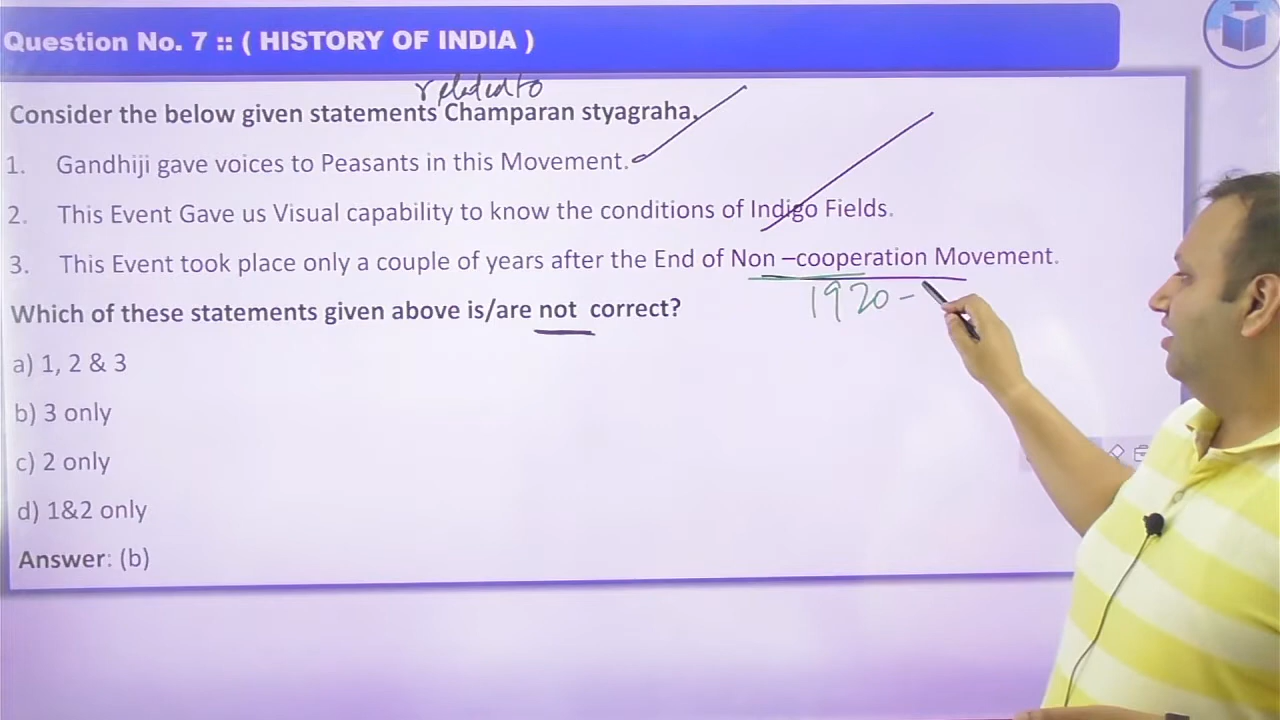 Question No. 7 :: ( HISTORY OF INDIA )
related to
Consider the below given statements Champaran styagraha.
1. Gandhiji gave voices to Peasants in this Movement.
2. This Event Gave us Visual capability to know the conditions of Indigo Fields.
3. This Event took place only a couple of years after the End of Non –cooperation Movement.
1920-
Which of these statements given above is/are not correct?
a) 1, 2 & 3
b) 3 only
c) 2 only
d) 1&2 only
Answer: (b)